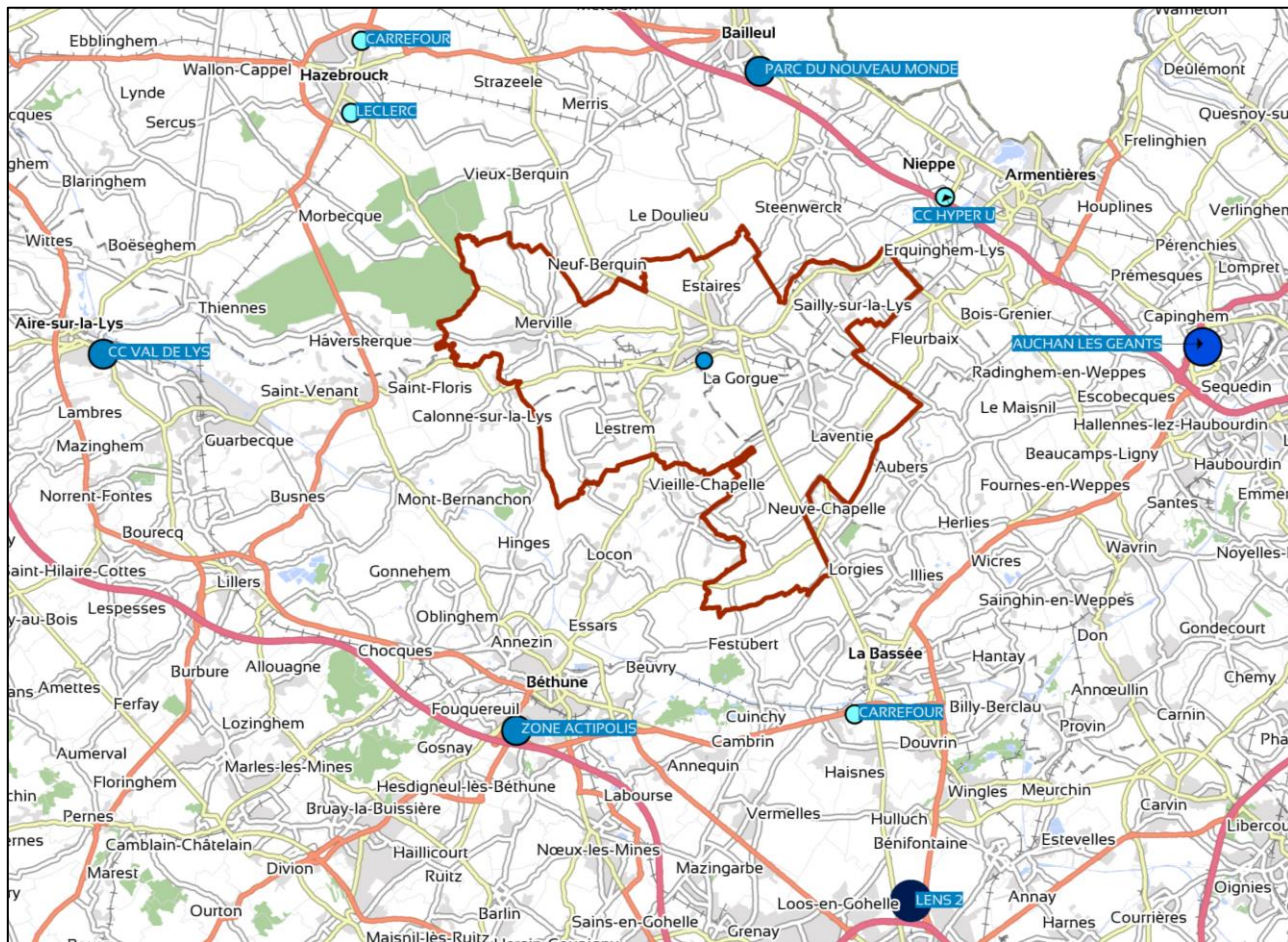 Ebblinghem
CARREFOUR
Bailleul
Warneton
Wallon-Cappel
Hazebrouck
Strazeele
PARC DU NOUVEAU MONDE
Deûlémont
Lynde
LECLERC
Merris
Sercus
Quesnoy-su
Frelinghien
Nieppe
Blaringhem
Vieux-Berquin
Armentières
Morbecque
Le Doulieu
Steenwerck
CC HYPER U
Houplines
Verlinghem
Wittes
Boëseghem
Erquinghem-Lys
Pérenchies
Neuf-Berquin
Prémesques
Lompret
Estaires
Thiennes
Sailly-sur-la-Lys
Bois-Grenier
Capinghem
Aire-sur-la-Lys
Merville
Haverskerque
Fleurbaix
AUCHAN LES GEANTS
CC VAL DE LYS
La Gorgue
Radinghem-en-Weppes
Saint-Venant
Saint-Floris
Sequedin
Lambres
Calonne-sur-la-Lys
Le Maisnil
Escobecques
Lestrem
Hallennes-lez-Haubourdin
Guarbecque
Laventie
Mazinghem
Beaucamps-Ligny
Aubers
Haubourdin
Norrent-Fontes
Busnes
Mont-Bernanchon
Vieille-Chapelle
Fournes-en-Weppes
Emme
Santes
Neuve-Chapelle
Bourecq
Herlies
Hinges
Locon
Wavrin
Noyelles-l
Saint-Hilaire-Cottes
Gonnehem
Wicres
Lillers
Lorgies
Illies
Lespesses
Sainghin-en-Weppes
y-au-Bois
Oblinghem
Essars
Gondecourt
Annezin
Festubert
Don
Chocques
La Bassée
Hantay
Burbure
Allouagne
Beuvry
Chemy
Béthune
Amettes
Annœullin
Ferfay
Fouquereuil
Billy-Berclau
CARREFOUR
Lozinghem
ZONE ACTIPOLIS
Cuinchy
Carnin
Provin
Aumerval
Gosnay
Cambrin
Douvrin
Pha
Marles-les-Mines
Annequin
Haisnes
Floringhem
Hesdigneul-lès-Béthune
Wingles
Meurchin
Labourse
Carvin
Bruay-la-Buissière
Pernes
Vermelles
Hulluch
Libercou
Camblain-Châtelain
Nœux-les-Mines
Bénifontaine
Estevelles
Haillicourt
Marest
Divion
Ruitz
Mazingarbe
Oignies
LENS 2
Annay
Ourton
Barlin
Loos-en-Gohelle
Harnes
Courrières
Sains-en-Gohelle
Grenay
Maisnil-lès-Ruitz